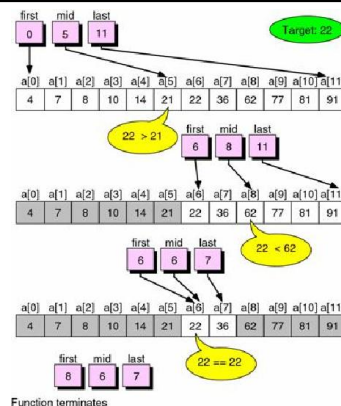 first mid last
0 5 11
Target: 22
a[0] a[1] a[2] a[3] a[4] a[5] a[6] a[7] a[8] a[9] a[10] a[11]
4 7 8 10 14 21 22 36 62 77 81 91
22 > 21
first mid last
6 8 11
a[0] a[1] a[2] a[3] a[4] a[5] a[6] a[7] a[8] a[9] a[10] a[11]
4 7 8 10 14 21 22 36 62 77 81 91
22 < 62
first mid last
6 6 7
a[0] a[1] a[2] a[3] a[4] a[5] a[6] a[7] a[8] a[9] a[10] a[11]
4 7 8 10 14 21 22 36 62 77 81 91
22 == 22
first mid last
8 6 7
Function terminates